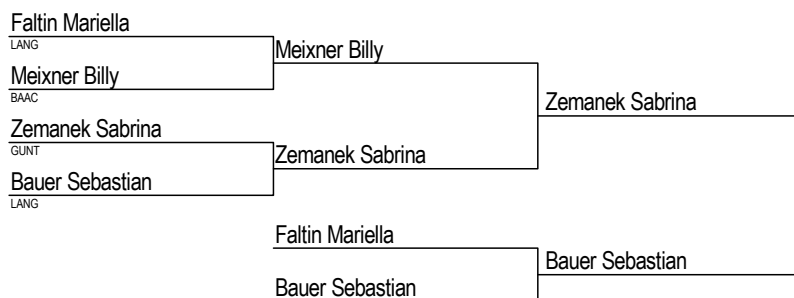 Faltin Mariella
LANG
Meixner Billy
Meixner Billy
BAAC
Zemanek Sabrina
Zemanek Sabrina
GUNT
Zemanek Sabrina
Bauer Sebastian
LANG
Faltin Mariella
Bauer Sebastian
Bauer Sebastian